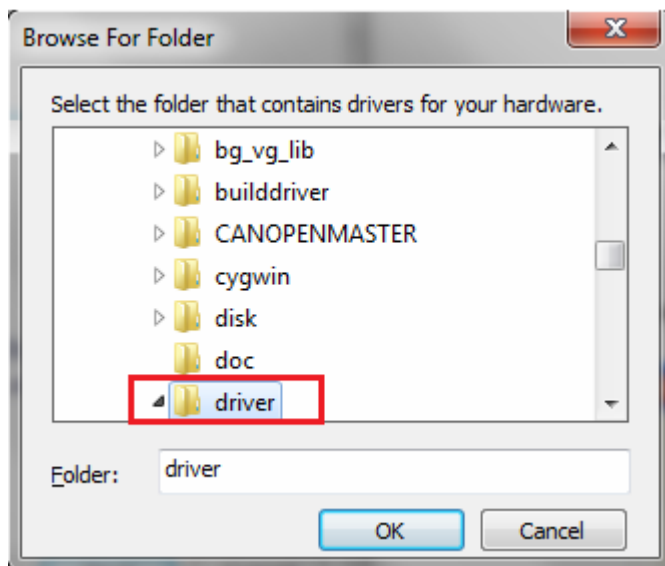 Browse For Folder
Select the folder that contains drivers for your hardware.
bg_vg_lib
builddriver
CANOPENMASTER
cygwin
disk
doc
driver
Folder: driver
OK Cancel